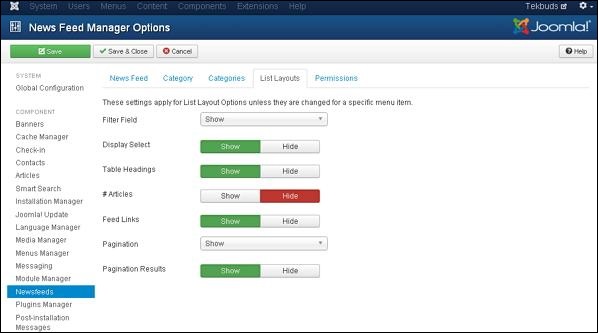 System Users Menus Content Components Extensions Help Tekbuds
News Feed Manager Options Joomla!
Save Save & Close Cancel Help
SYSTEM
Global Configuration
COMPONENT
Banners
Cache Manager
Check-in
Contacts
Articles
Smart Search
Installation Manager
Joomla! Update
Language Manager
Media Manager
Menus Manager
Messaging
Module Manager
Newsfeeds
Plugins Manager
Post-installation
Messages
News Feed Category Categories List Layouts Permissions
These settings apply for List Layout Options unless they are changed for a specific menu item.
Filter Field Show
Display Select Show Hide
Table Headings Show Hide
# Articles Show Hide
Feed Links Show Hide
Pagination Show
Pagination Results Show Hide